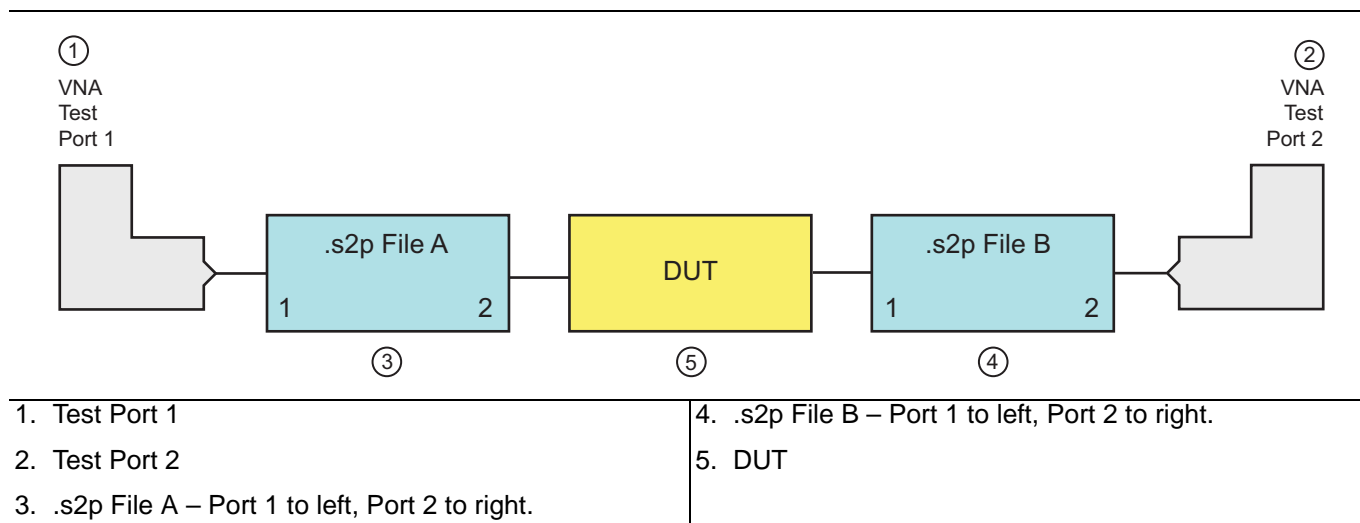 ① ②
VNA VNA
Test Test
Port 1 Port 2
.s2p File A DUT .s2p File B
1 2 1 2
③ ⑤ ④
1. Test Port 1
2. Test Port 2
3. .s2p File A – Port 1 to left, Port 2 to right.
4. .s2p File B – Port 1 to left, Port 2 to right.
5. DUT